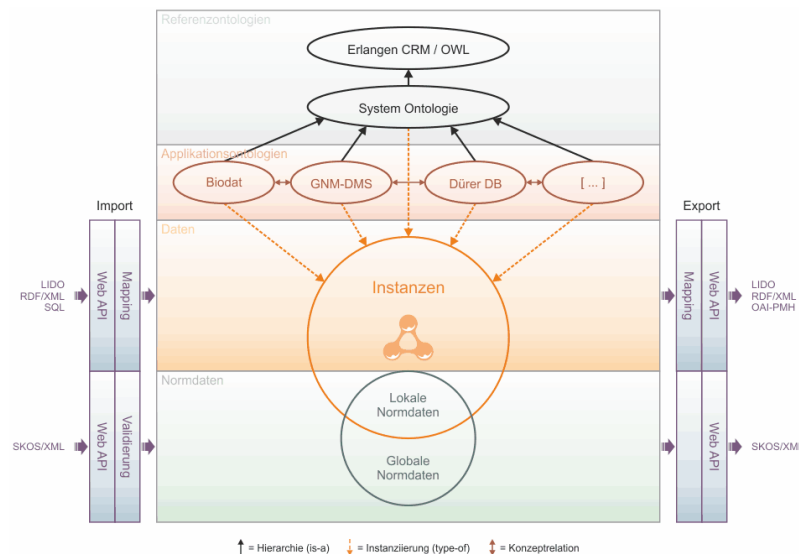 Referenzontologien
Erlangen CRM / OWL
System Ontologie
Applikationsontologien
Biodat
GNM-DMS
Dürer DB
[ ... ]
Import
Export
Daten
Instanzen
LIDO
RDF/XML
SQL
Web API
Mapping
Mapping
Web API
LIDO
RDF/XML
OAI-PMH
Normdaten
Lokale
Normdaten
Globale
Normdaten
SKOS/XML
Web API
Validierung
Web API
SKOS/XML
= Hierarchie (is-a)
= Instanziierung (type-of)
= Konzeptrelation